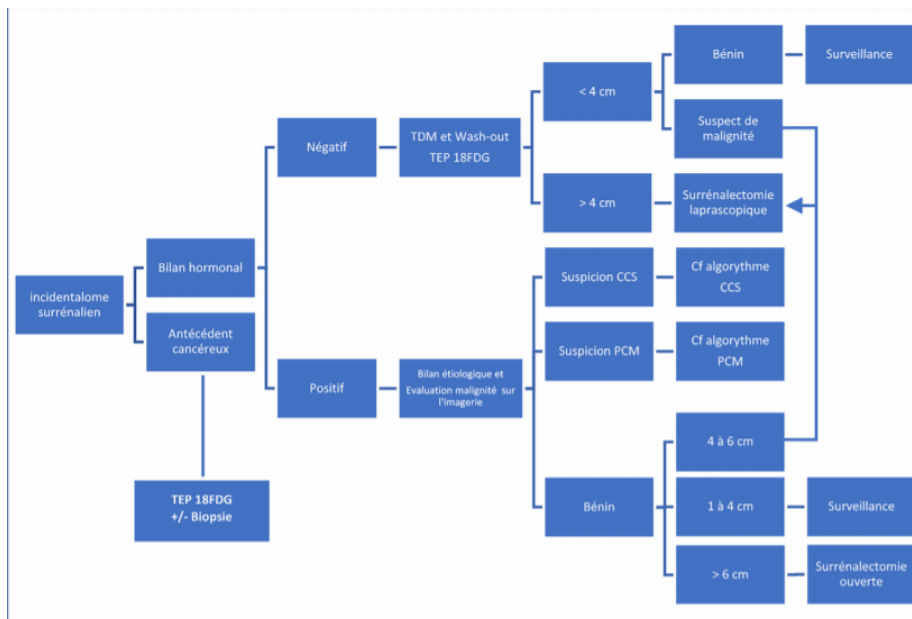 incidentalome
surrénalien
Bilan hormonal
Antécédent
cancéreux
TEP 18FDG
+/- Biopsie
Négatif
TDM et Wash-out
TEP 18FDG
< 4 cm
Bénin
Surveillance
Suspect de
malignité
> 4 cm
Surrénalectomie
laprascopique
Positif
Bilan étiologique et
Evaluation malignité sur
l'imagerie
Suspicion CCS
Cf algorythme
CCS
Suspicion PCM
Cf algorythme
PCM
Bénin
4 à 6 cm
1 à 4 cm
Surveillance
> 6 cm
Surrénalectomie
ouverte